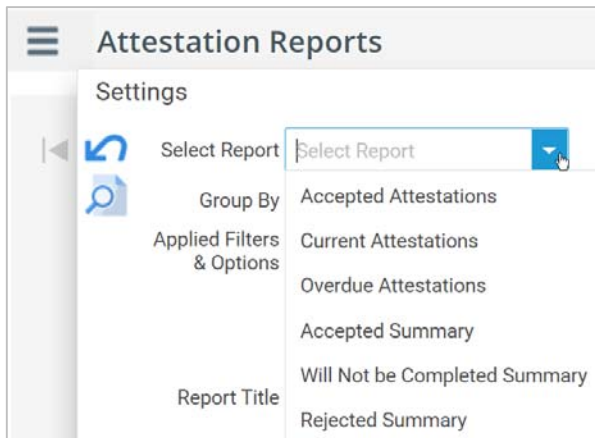 Attestation Reports
Settings
Select Report Select Report
Group By
Applied Filters
& Options
Report Title
Accepted Attestations
Current Attestations
Overdue Attestations
Accepted Summary
Will Not be Completed Summary
Rejected Summary